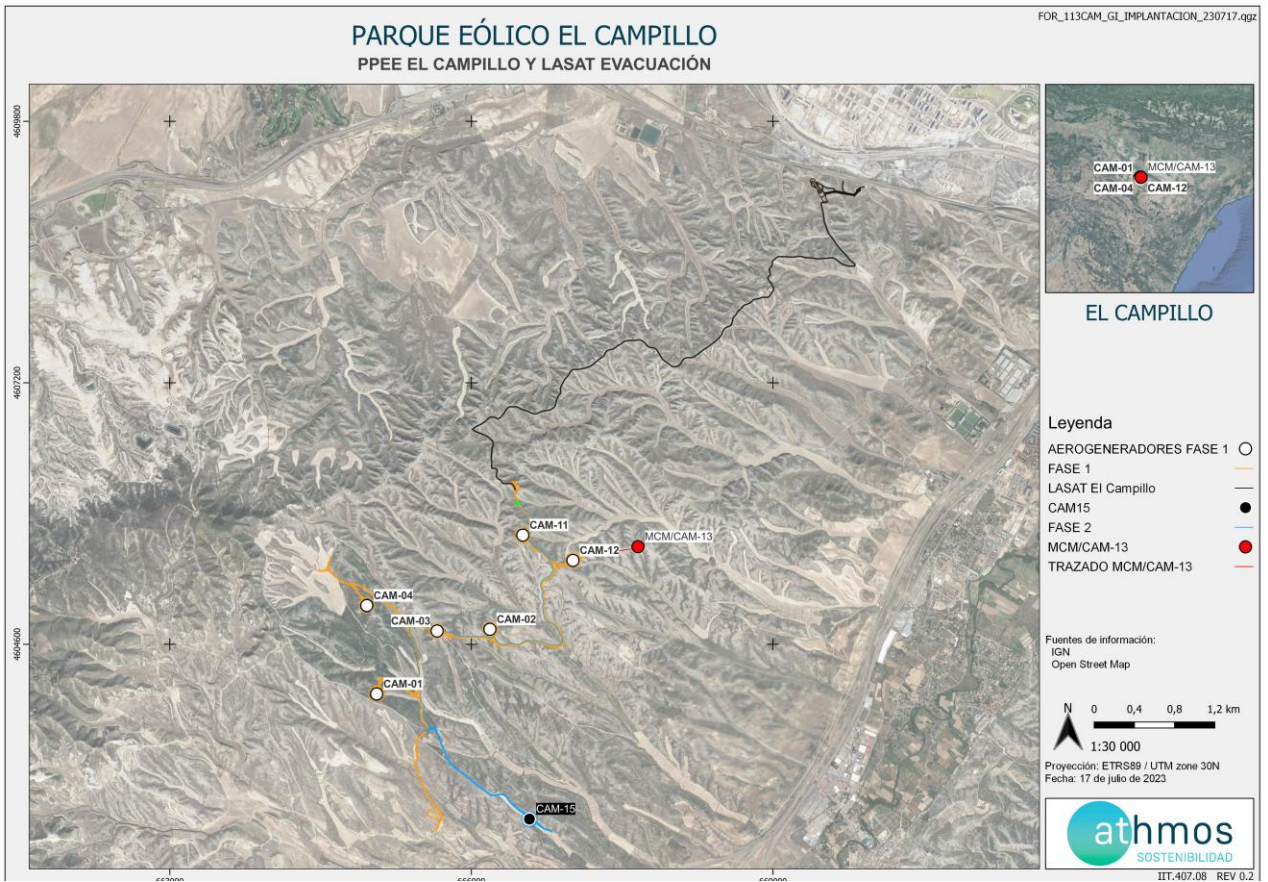 FOR_113CAM_GI_IMPLANTACION_230717.qgz
PARQUE EÓLICO EL CAMPILLO
PPEE EL CAMPILLO Y LASAT EVACUACIÓN
4609800
4607200
4604600
CAM-11
CAM-12
MCM/CAM-13
CAM-04
CAM-03
CAM-02
CAM-01
CAM-15
663000
666000
669000
CAM-01 MCM/CAM-13
CAM-04 CAM-12
EL CAMPILLO
Leyenda
AEROGENERADORES FASE 1
FASE 1
LASAT El Campillo
CAM15
FASE 2
MCM/CAM-13
TRAZADO MCM/CAM-13
Fuentes de información:
IGN
Open Street Map
N 0 0,4 0,8 1,2 km
1:30 000
Proyección: ETRS89 / UTM zone 30N
Fecha: 17 de julio de 2023
athmos
SOSTENIBILIDAD
IIT.407.08 REV 0.2